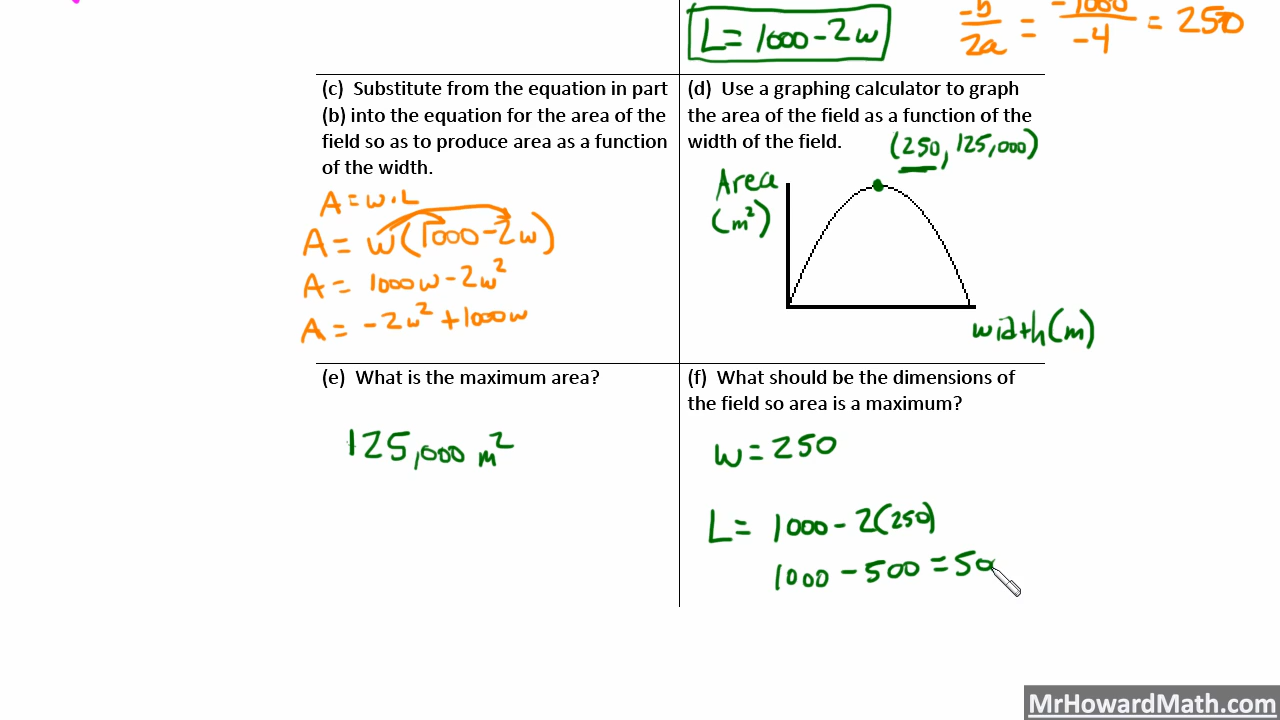 L = 1000 - 2w
-b/2a = -1000/-4 = 250
(c) Substitute from the equation in part
(b) into the equation for the area of the
field so as to produce area as a function
of the width.
A = w · L
A = w(1000 - 2w)
A = 1000w - 2w²
A = -2w² + 1000w
(d) Use a graphing calculator to graph
the area of the field as a function of the
width of the field.
(250, 125,000)
Area
(m²)
width (m)
(e) What is the maximum area?
125,000 m²
(f) What should be the dimensions of
the field so area is a maximum?
w = 250
L = 1000 - 2(250)
1000 - 500 = 50
MrHowardMath.com